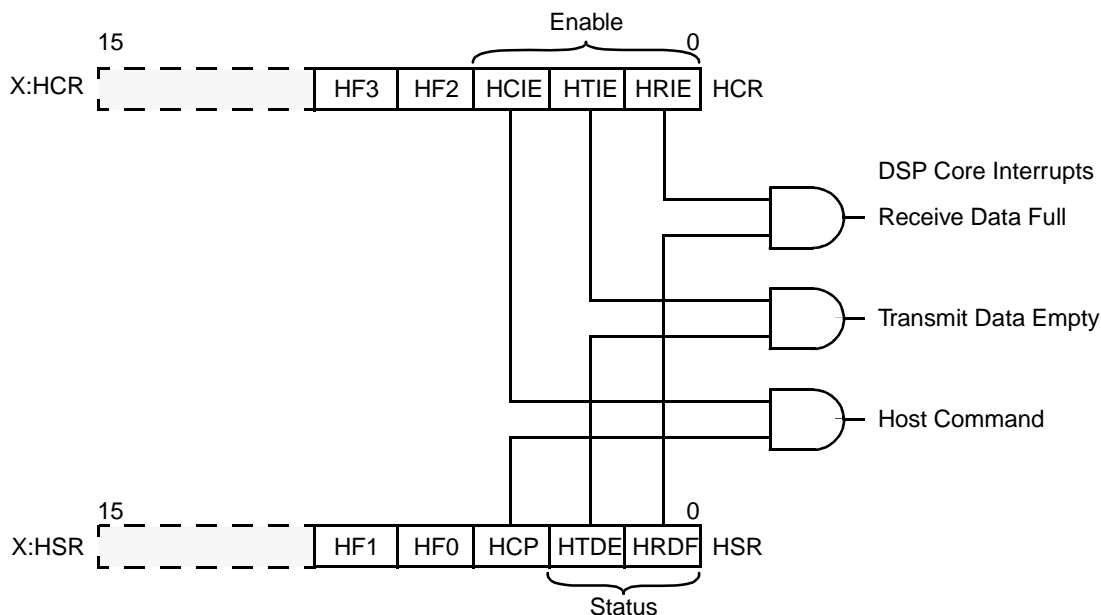 Enable
15 0
X:HCR HF3 HF2 HCIE HTIE HRIE HCR
DSP Core Interrupts
Receive Data Full
Transmit Data Empty
Host Command
15 0
X:HSR HF1 HF0 HCP HTDE HRDF HSR
Status